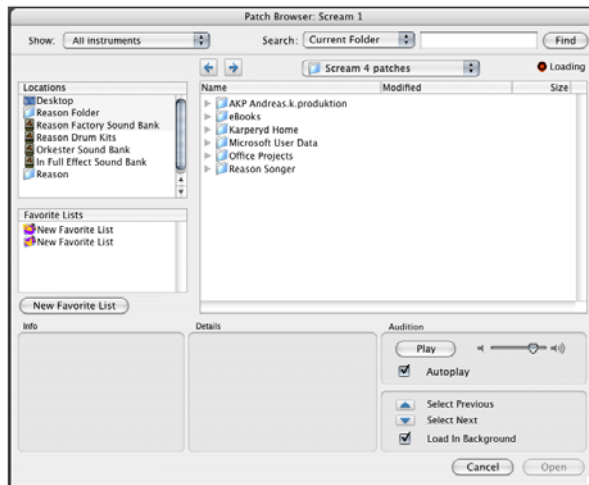 Patch Browser: Scream 1
Show: All instruments Search: Current Folder Find
Scream 4 patches Loading
Locations
Desktop
Reason Folder
Reason Factory Sound Bank
Reason Drum Kits
Orkester Sound Bank
In Full Effect Sound Bank
Reason
Name Modified Size
AKP Andreas.k.produktion
eBooks
Karperyd Home
Microsoft User Data
Office Projects
Reason Songer
Favorite Lists
New Favorite List
New Favorite List
New Favorite List
Info Details Audition
Play
Autoplay
Select Previous
Select Next
Load In Background
Cancel Open